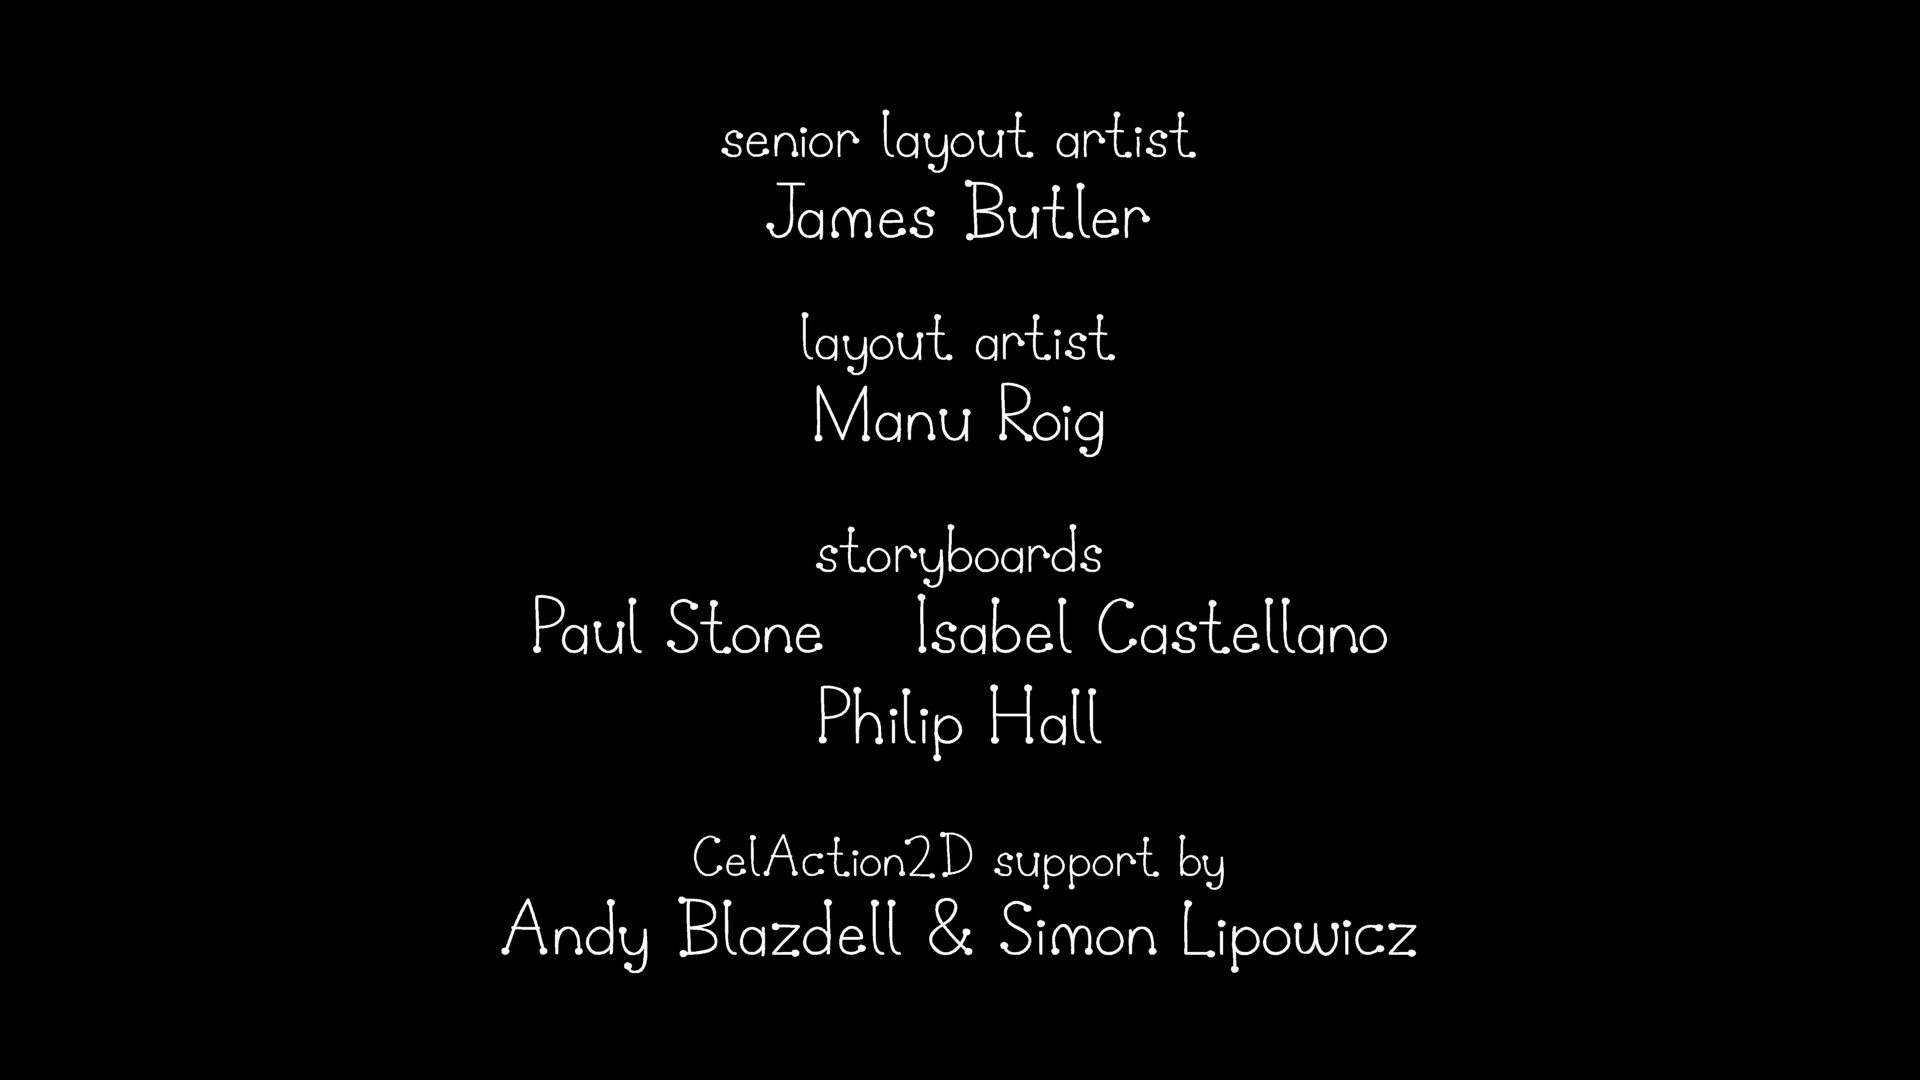 senior layout artist
James Butler
layout artist
Manu Roig
storyboards
Paul Stone Isabel Castellano
Philip Hall
CelAction2D support by
Andy Blazdell & Simon Lipowicz